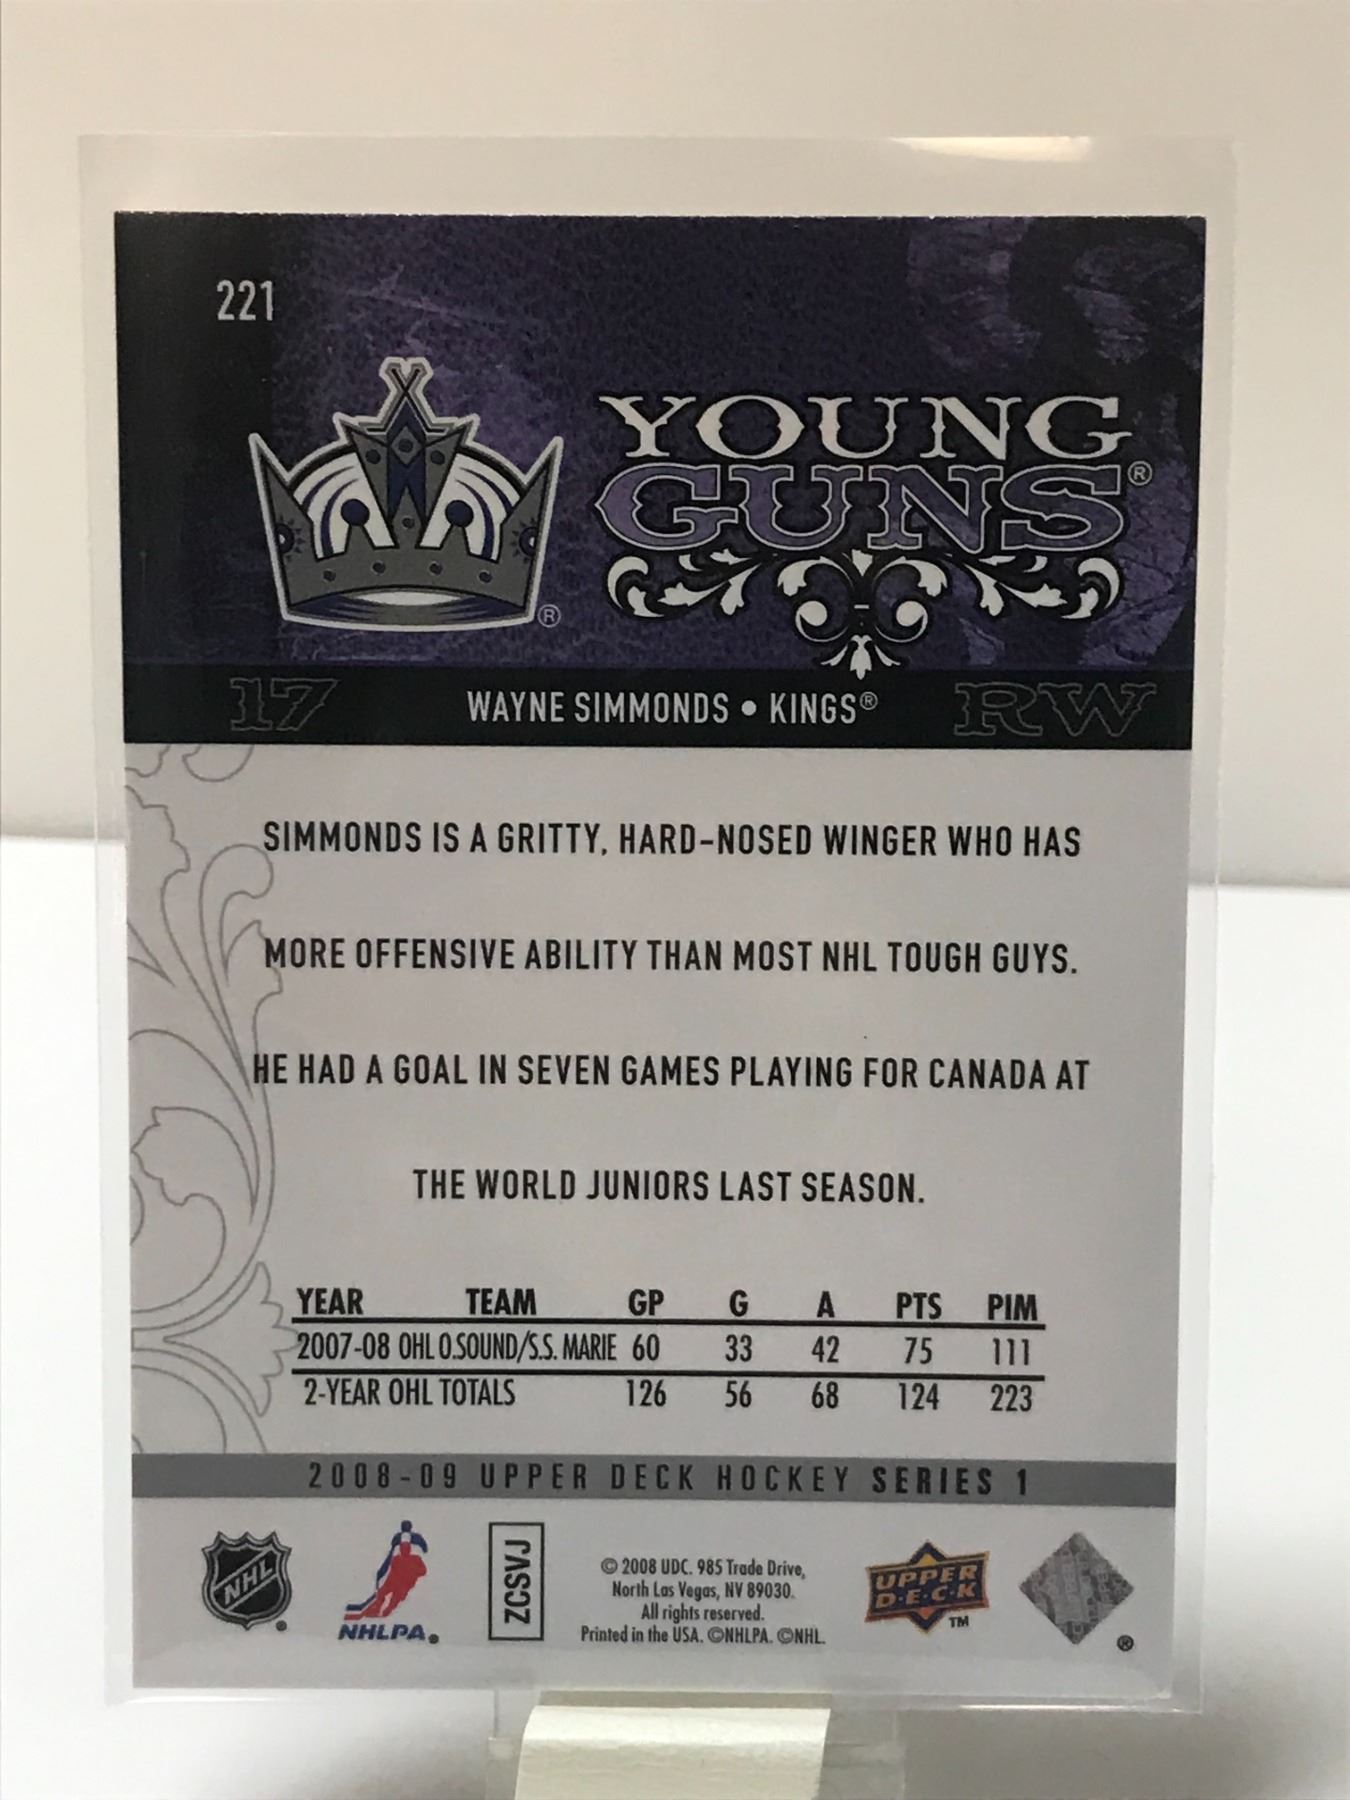 221
YOUNG
GUNS®
®
17 WAYNE SIMMONDS • KINGS® RW
SIMMONDS IS A GRITTY, HARD-NOSED WINGER WHO HAS
MORE OFFENSIVE ABILITY THAN MOST NHL TOUGH GUYS.
HE HAD A GOAL IN SEVEN GAMES PLAYING FOR CANADA AT
THE WORLD JUNIORS LAST SEASON.
YEAR TEAM GP G A PTS PIM
2007-08 OHL O.SOUND/S.S. MARIE 60 33 42 75 111
2-YEAR OHL TOTALS 126 56 68 124 223
2008-09 UPPER DECK HOCKEY SERIES 1
NHL
NHLPA
ZCSVJ
© 2008 UDC. 985 Trade Drive,
North Las Vegas, NV 89030.
All rights reserved.
Printed in the USA. ©NHLPA. ©NHL.
UPPER
D·E·C·K
TM
®